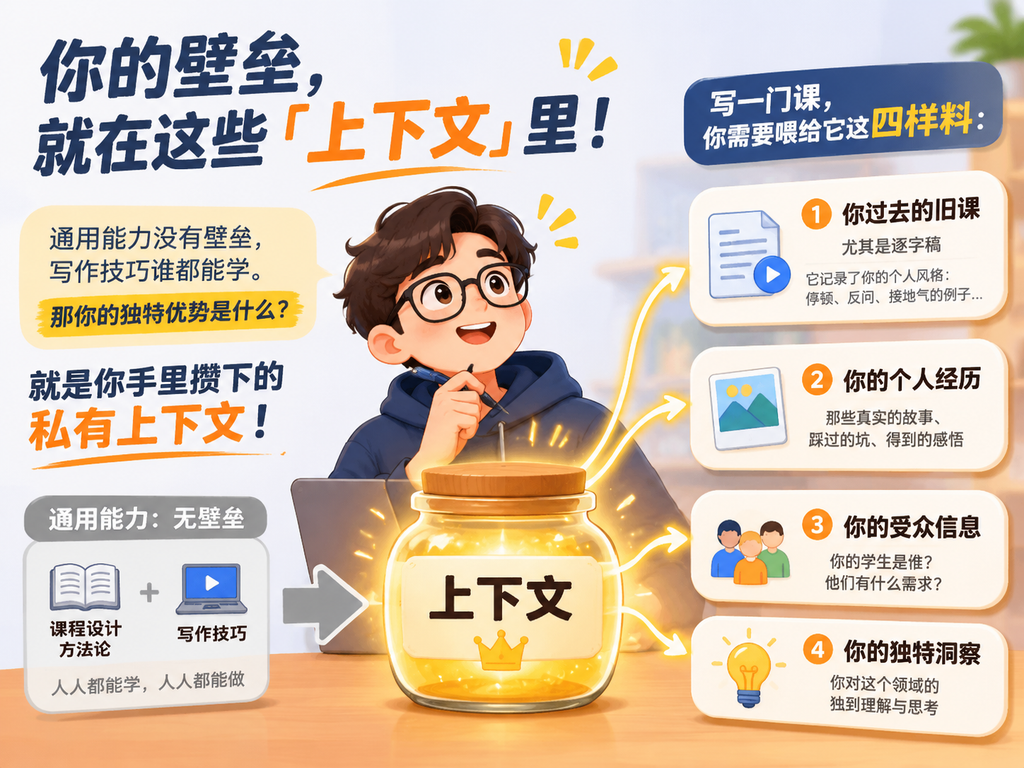 你的壁垒，
就在这些「上下文」里！
通用能力没有壁垒，
写作技巧谁都能学。
那你的独特优势是什么？
就是你手里攒下的
私有上下文！
通用能力：无壁垒
课程设计
方法论
+
写作技巧
人人都能学，人人都能做
上下文
写一门课，
你需要喂给它这四样料：
1 你过去的旧课
尤其是逐字稿
它记录了你的个人风格：
停顿、反问、接地气的例子...
2 你的个人经历
那些真实的故事、
踩过的坑、得到的感悟
3 你的受众信息
你的学生是谁？
他们有什么需求？
4 你的独特洞察
你对这个领域的
独到理解与思考